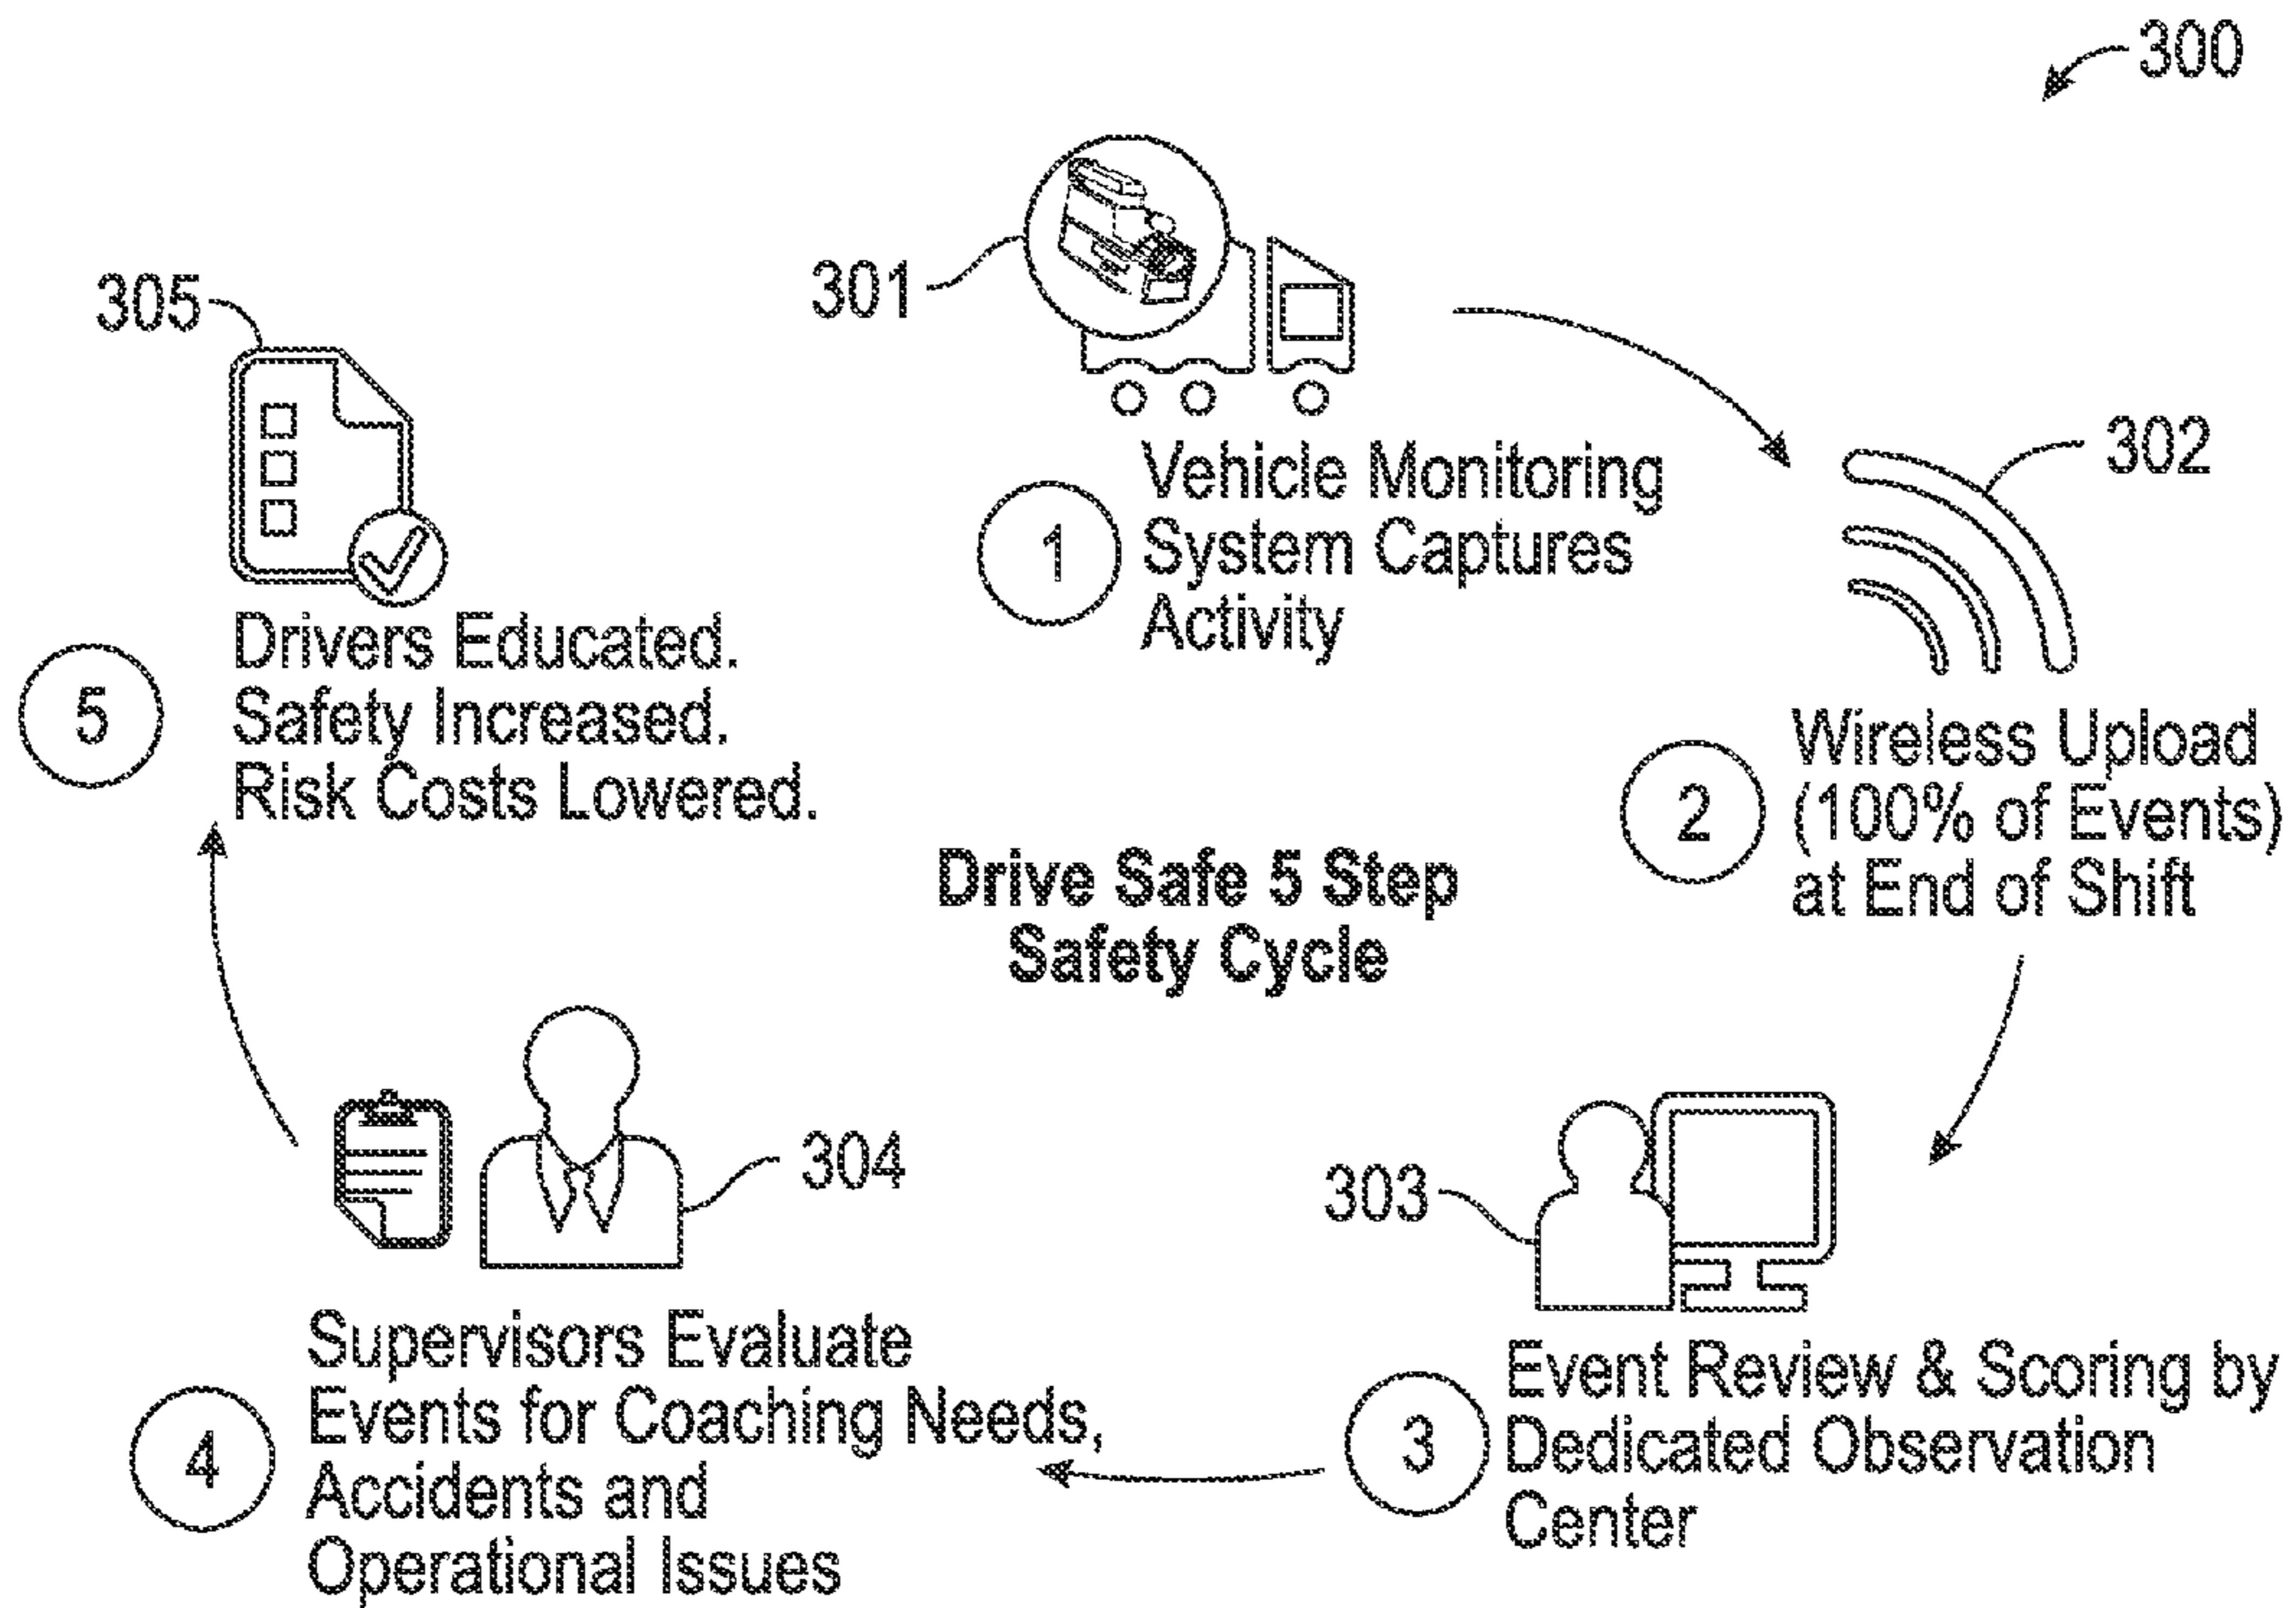 300
301
1
Vehicle Monitoring
System Captures
Activity
302
2
Wireless Upload
(100% of Events)
at End of Shift
303
3
Event Review & Scoring by
Dedicated Observation
Center
304
4
Supervisors Evaluate
Events for Coaching Needs,
Accidents and
Operational Issues
305
5
Drivers Educated.
Safety Increased.
Risk Costs Lowered.
Drive Safe 5 Step
Safety Cycle